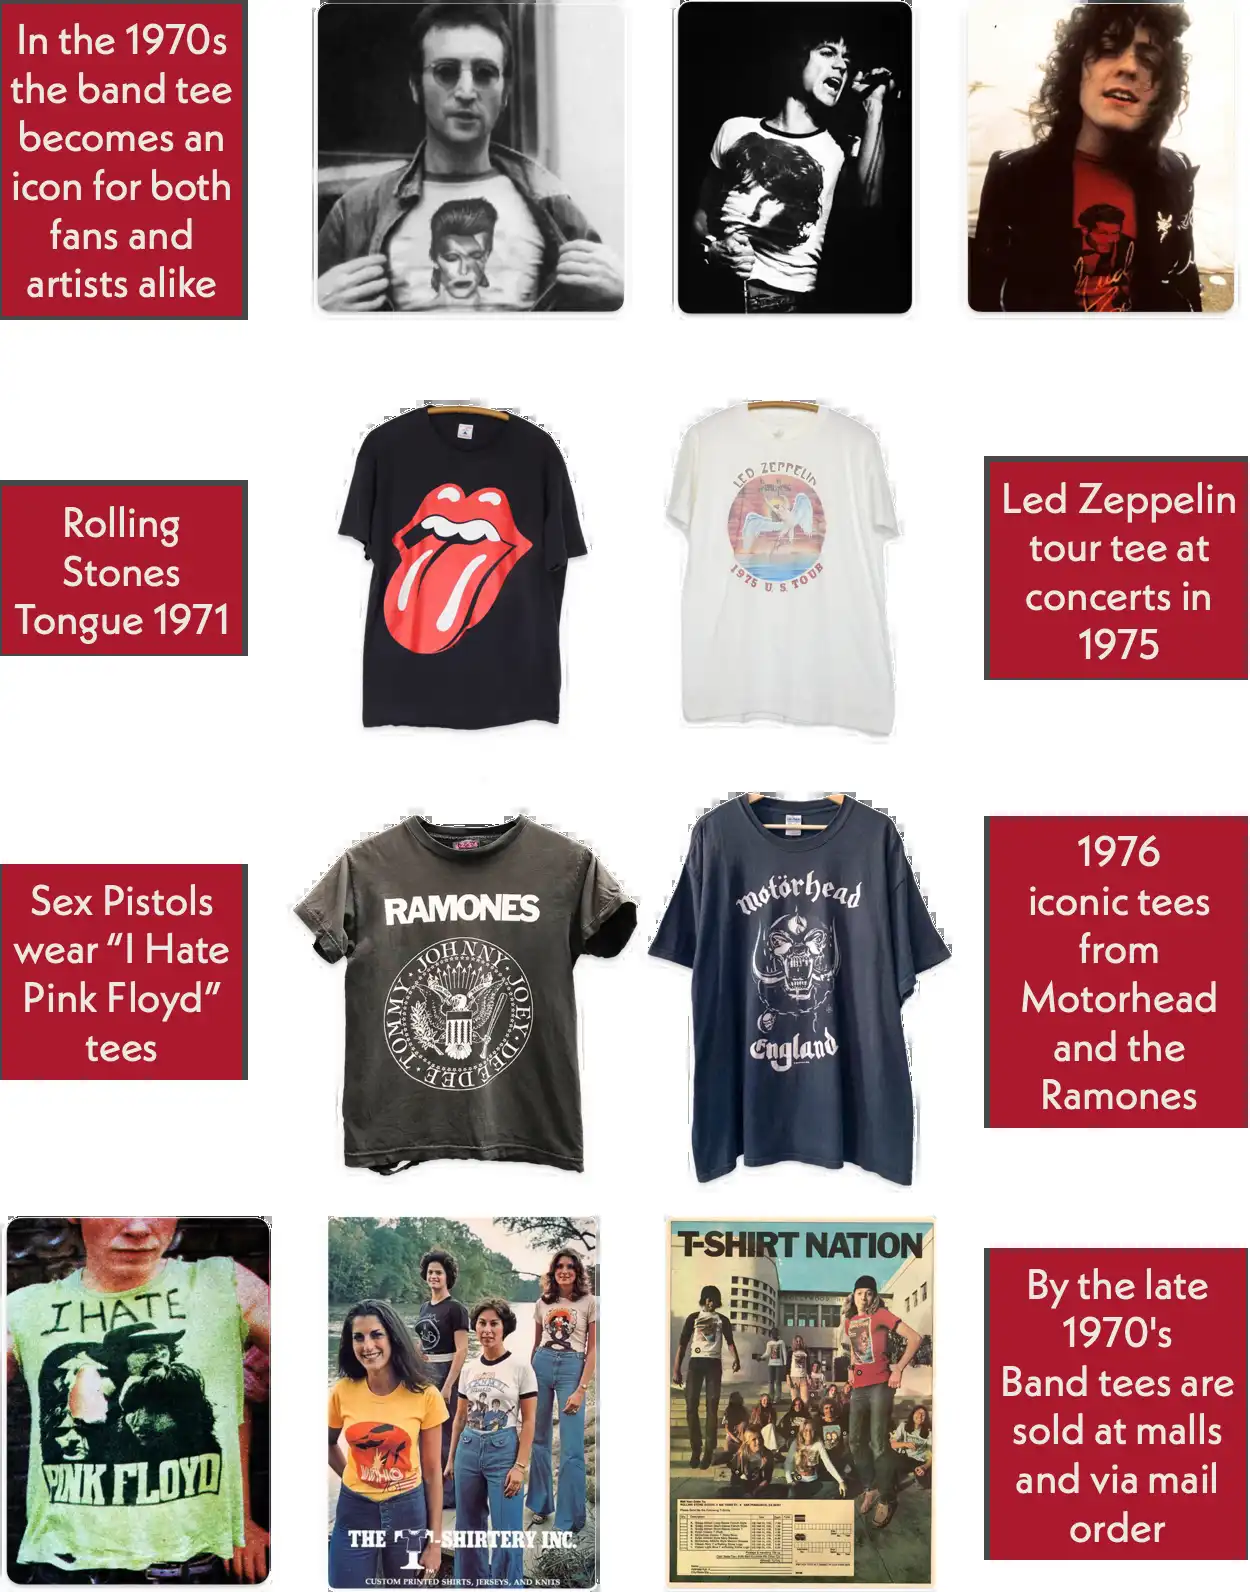 In the 1970s
the band tee
becomes an
icon for both
fans and
artists alike
Rolling
Stones
Tongue 1971
LED ZEPPELIN
1975 U.S. TOUR
Led Zeppelin
tour tee at
concerts in
1975
Sex Pistols
wear “I Hate
Pink Floyd”
tees
RAMONES
JOHNNY · JOEY · DEEDEE · TOMMY
motörhead
England
1976
iconic tees
from
Motorhead
and the
Ramones
I HATE
PINK FLOYD
THE T-SHIRTERY INC.
CUSTOM PRINTED SHIRTS, JERSEYS, AND KNITS
T-SHIRT NATION
By the late
1970's
Band tees are
sold at malls
and via mail
order